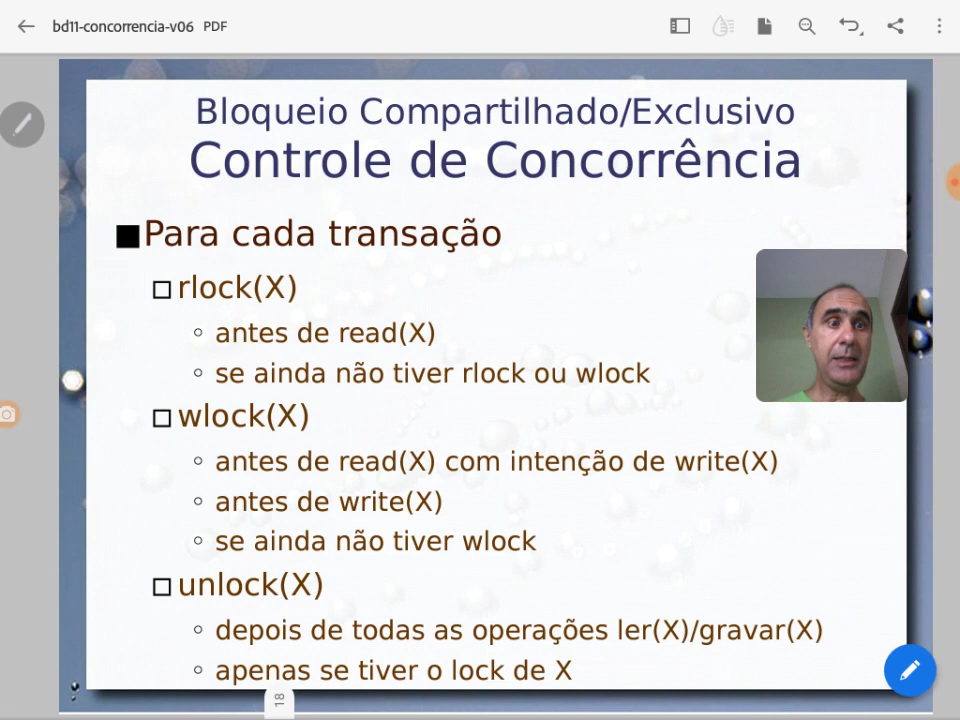 bd11-concorrencia-v06 PDF
Bloqueio Compartilhado/Exclusivo
Controle de Concorrência
Para cada transação
rlock(X)
antes de read(X)
se ainda não tiver rlock ou wlock
wlock(X)
antes de read(X) com intenção de write(X)
antes de write(X)
se ainda não tiver wlock
unlock(X)
depois de todas as operações ler(X)/gravar(X)
apenas se tiver o lock de X
18